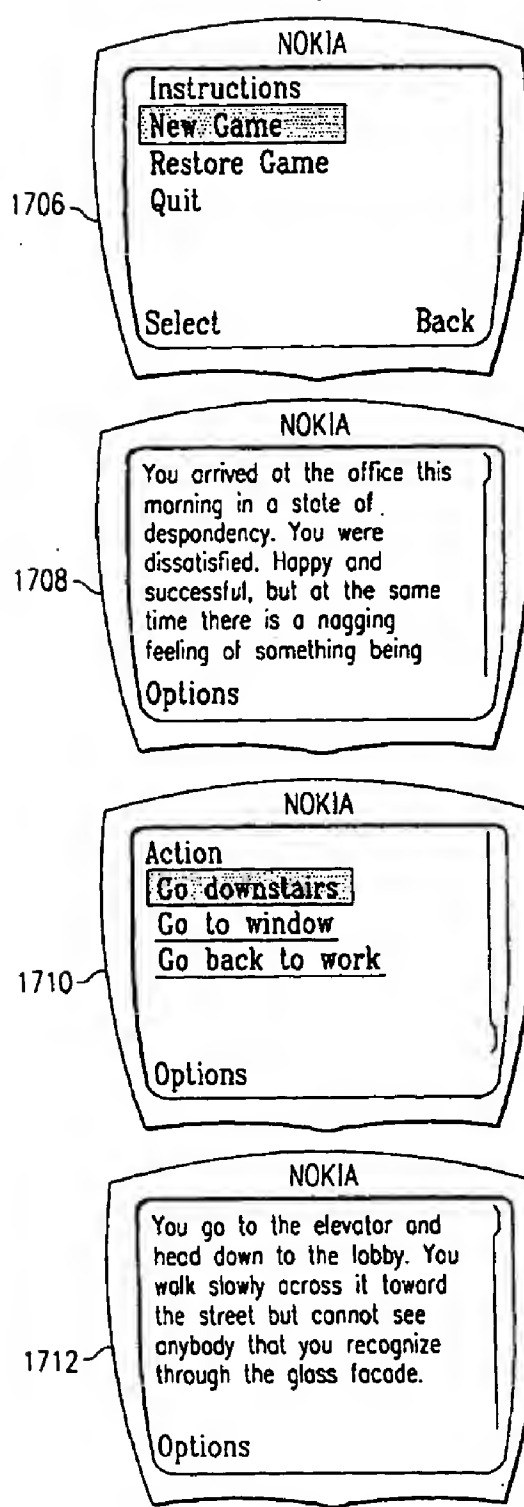 NOKIA
Instructions
New Game
Restore Game
Quit
1706
Select Back
NOKIA
You arrived at the office this
morning in a state of
despondency. You were
dissatisfied. Happy and
successful, but at the same
time there is a nagging
feeling of something being
1708
Options
NOKIA
Action
Go downstairs
Go to window
Go back to work
1710
Options
NOKIA
You go to the elevator and
head down to the lobby. You
walk slowly across it toward
the street but cannot see
anybody that you recognize
through the glass facade.
1712
Options